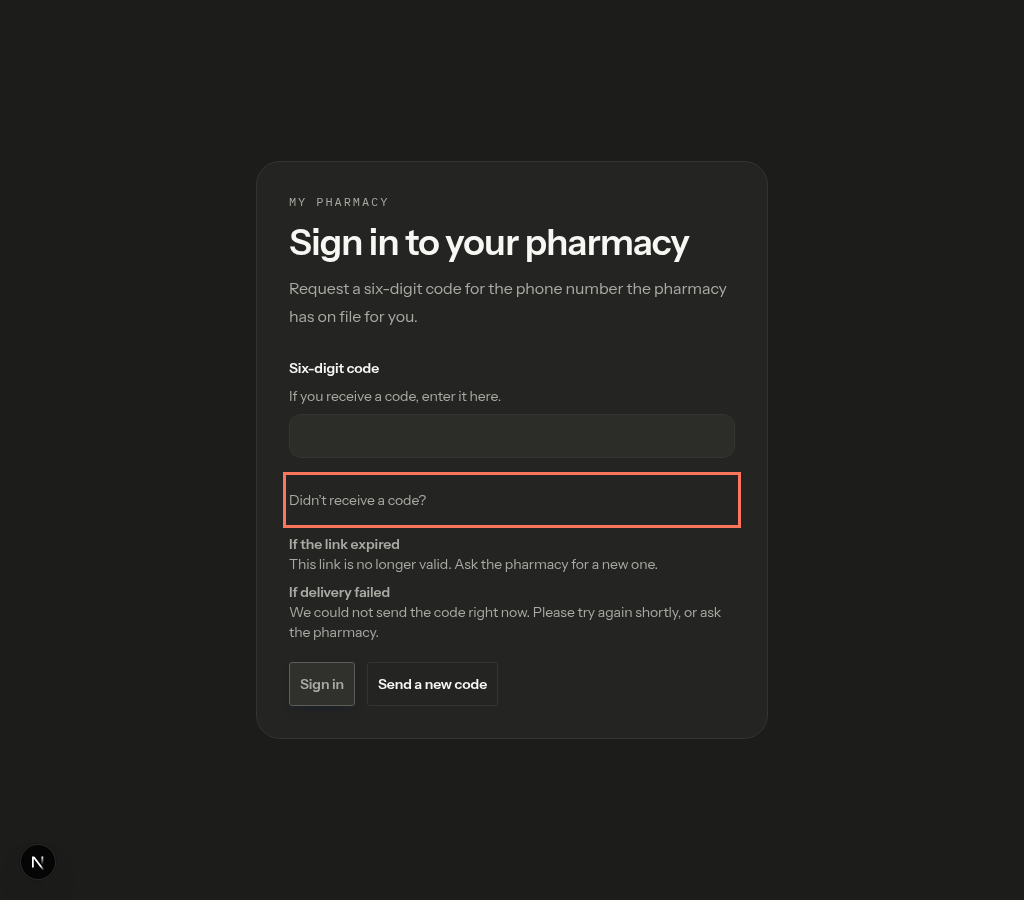 MY PHARMACY
Sign in to your pharmacy
Request a six-digit code for the phone number the pharmacy
has on file for you.
Six-digit code
If you receive a code, enter it here.
Didn’t receive a code?
If the link expired
This link is no longer valid. Ask the pharmacy for a new one.
If delivery failed
We could not send the code right now. Please try again shortly, or ask
the pharmacy.
Sign in
Send a new code
N